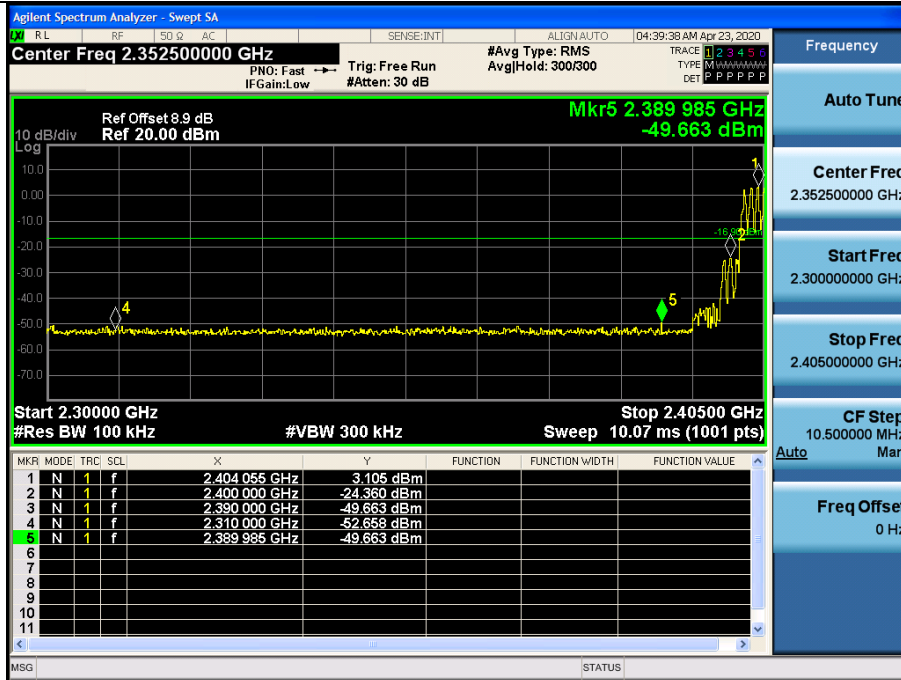 Agilent Spectrum Analyzer - Swept SA
LXI RL RF 50 Ω AC SENSE:INT ALIGN AUTO 04:39:38 AM Apr 23, 2020
Center Freq 2.352500000 GHz #Avg Type: RMS TRACE 1 2 3 4 5 6
PNO: Fast Trig: Free Run Avg|Hold: 300/300 TYPE M WWWWW
IFGain:Low #Atten: 30 dB DET P P P P P P
Mkr5 2.389 985 GHz
-49.663 dBm
Ref Offset 8.9 dB
10 dB/div Ref 20.00 dBm
Log
10.0
0.00
-10.0
-20.0
-30.0
-40.0
-50.0
-60.0
-70.0
1
2
4
5
Start 2.30000 GHz Stop 2.40500 GHz
#Res BW 100 kHz #VBW 300 kHz Sweep 10.07 ms (1001 pts)
MKR MODE TRC SCL X Y FUNCTION FUNCTION WIDTH FUNCTION VALUE
1 N 1 f 2.404 055 GHz 3.105 dBm
2 N 1 f 2.400 000 GHz -24.360 dBm
3 N 1 f 2.390 000 GHz -49.663 dBm
4 N 1 f 2.310 000 GHz -52.658 dBm
5 N 1 f 2.389 985 GHz -49.663 dBm
6
7
8
9
10
11
MSG STATUS
Frequency
Auto Tune
Center Freq
2.352500000 GHz
Start Freq
2.300000000 GHz
Stop Freq
2.405000000 GHz
CF Step
10.500000 MHz
Auto Man
Freq Offset
0 Hz